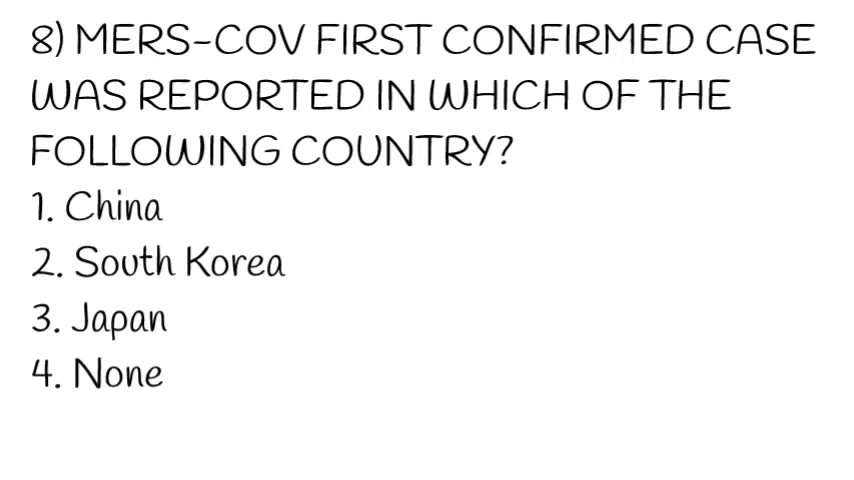 8) MERS-COV FIRST CONFIRMED CASE
WAS REPORTED IN WHICH OF THE
FOLLOWING COUNTRY?
1. China
2. South Korea
3. Japan
4. None